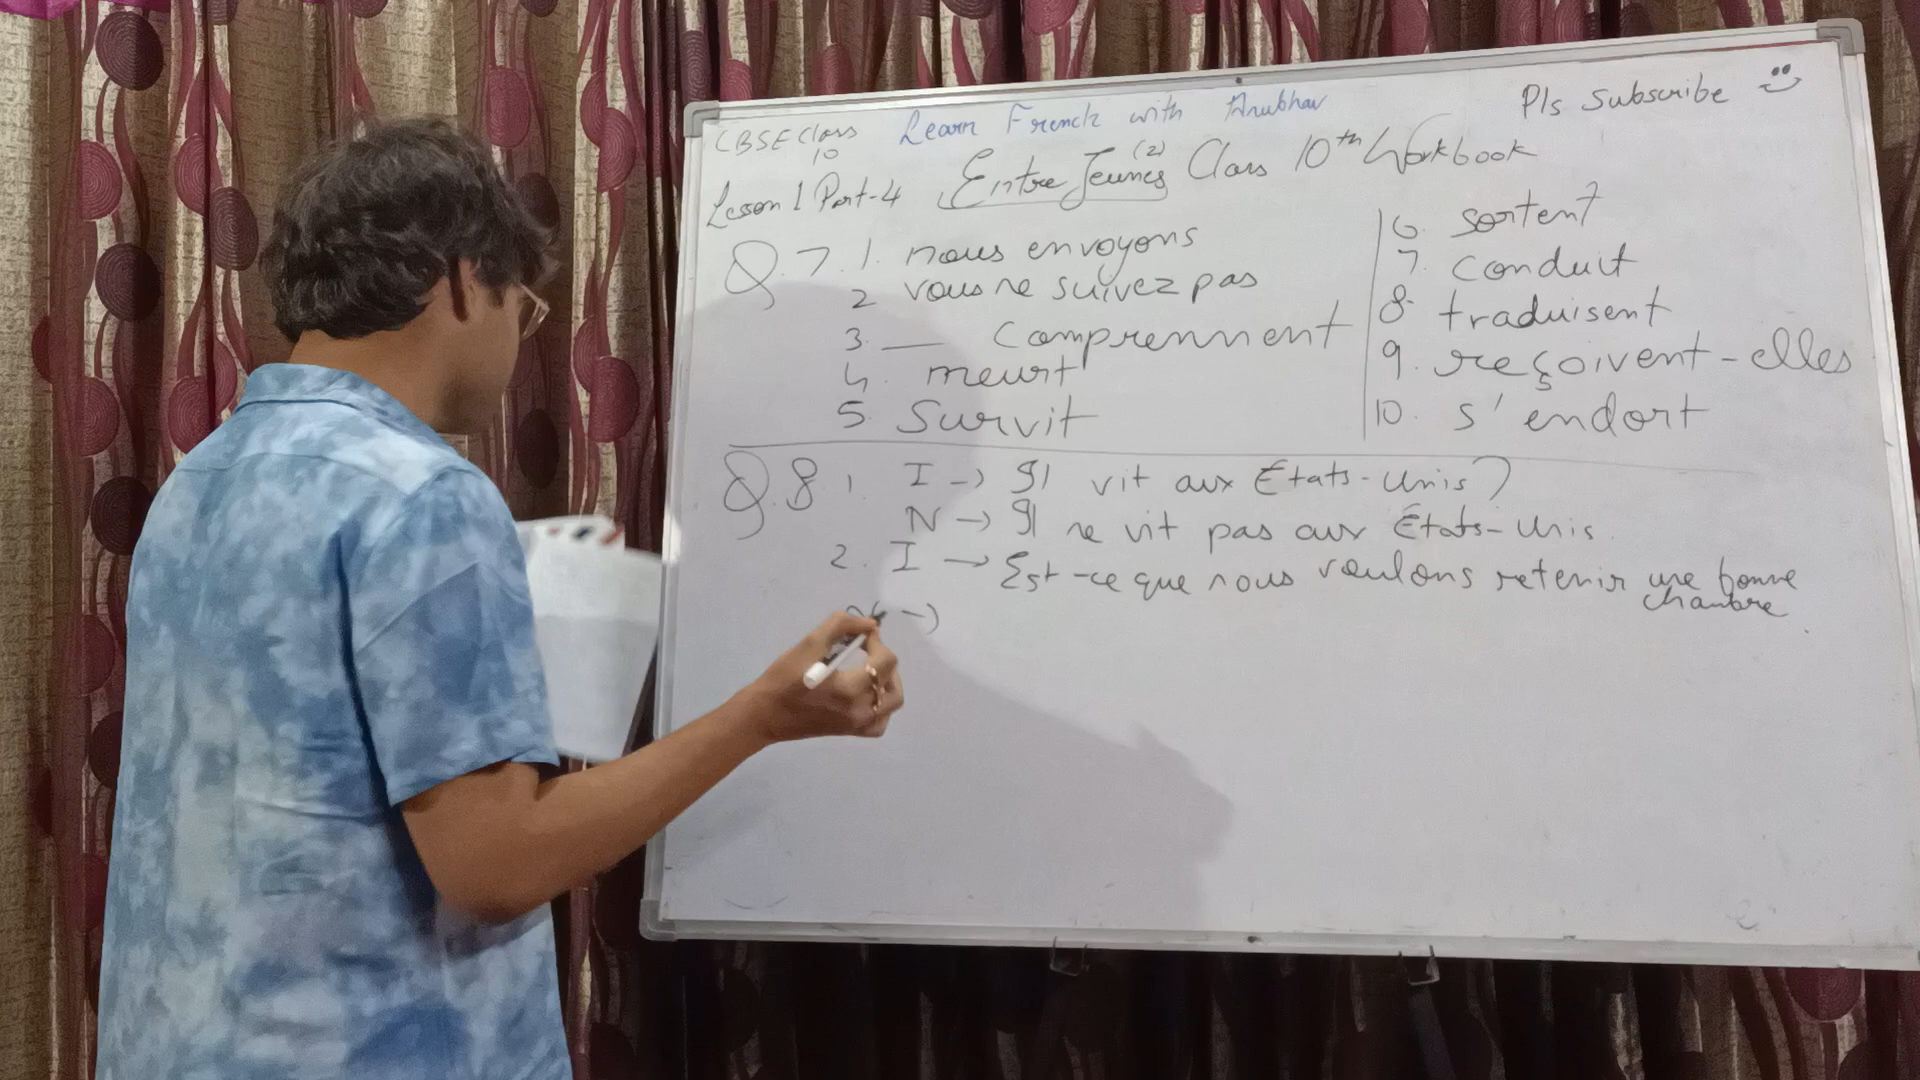 CBSE Class 10
Learn French with Anubhav
Pls Subscribe
Lesson 1 Part-4
Entre Jeunes (2) Class 10th Workbook
Q.7. 1. nous envoyons
2 vous ne suivez pas
3. __ comprennent
4. meurt
5. Survit
6. sortent
7. conduit
8. traduisent
9. reçoivent-elles
10. s'endort
Q.8 1. I → Il vit aux États-Unis ?
N → Il ne vit pas aux États-Unis.
2. I → Est-ce que nous voulons retenir une bonne chambre
N →